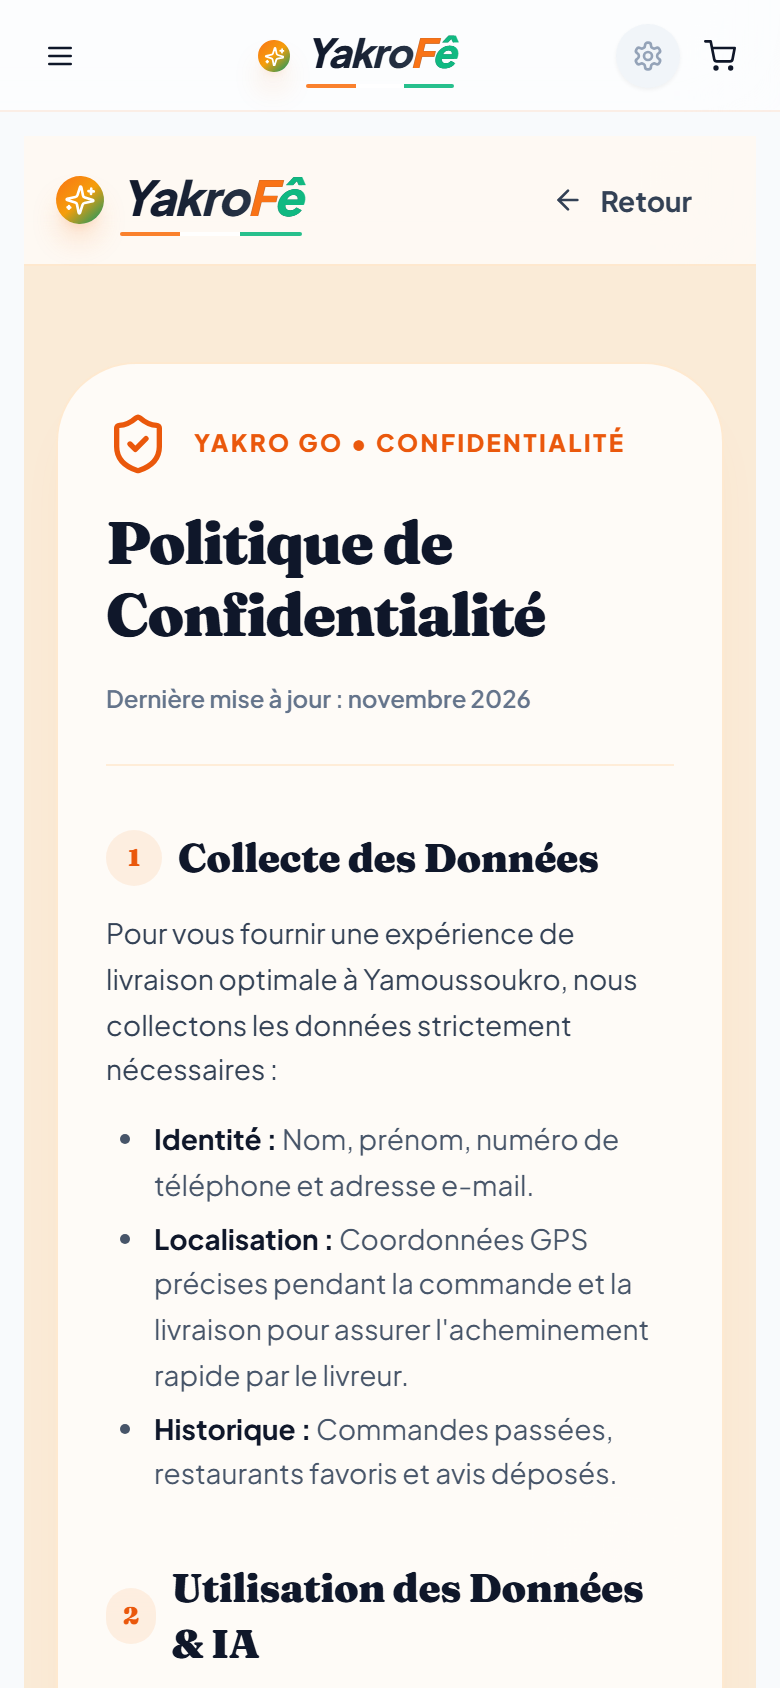 YakroFê
YakroFê
Retour
YAKRO GO • CONFIDENTIALITÉ
Politique de
Confidentialité
Dernière mise à jour : novembre 2026
1
Collecte des Données
Pour vous fournir une expérience de
livraison optimale à Yamoussoukro, nous
collectons les données strictement
nécessaires :
• Identité : Nom, prénom, numéro de
téléphone et adresse e-mail.
• Localisation : Coordonnées GPS
précises pendant la commande et la
livraison pour assurer l'acheminement
rapide par le livreur.
• Historique : Commandes passées,
restaurants favoris et avis déposés.
2
Utilisation des Données
& IA